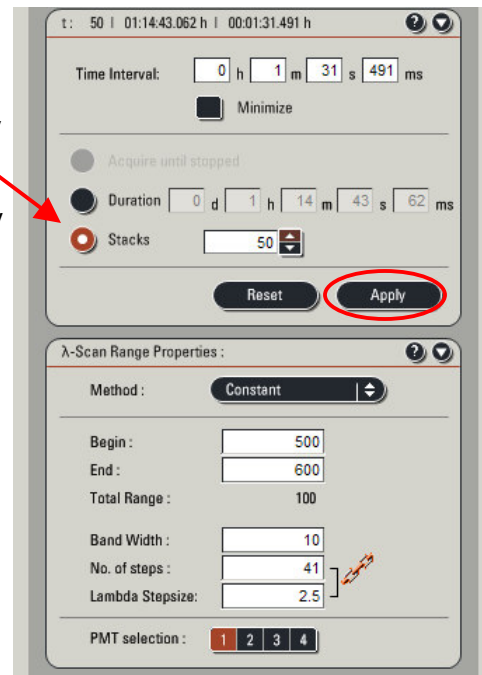 t: 50 | 01:14:43.062 h | 00:01:31.491 h ?
Time Interval: 0 h 1 m 31 s 491 ms
Minimize
Acquire until stopped
Duration 0 d 1 h 14 m 43 s 62 ms
Stacks 50
Reset Apply
λ-Scan Range Properties : ?
Method : Constant
Begin : 500
End : 600
Total Range : 100
Band Width : 10
No. of steps : 41
Lambda Stepsize: 2.5
PMT selection : 1 2 3 4